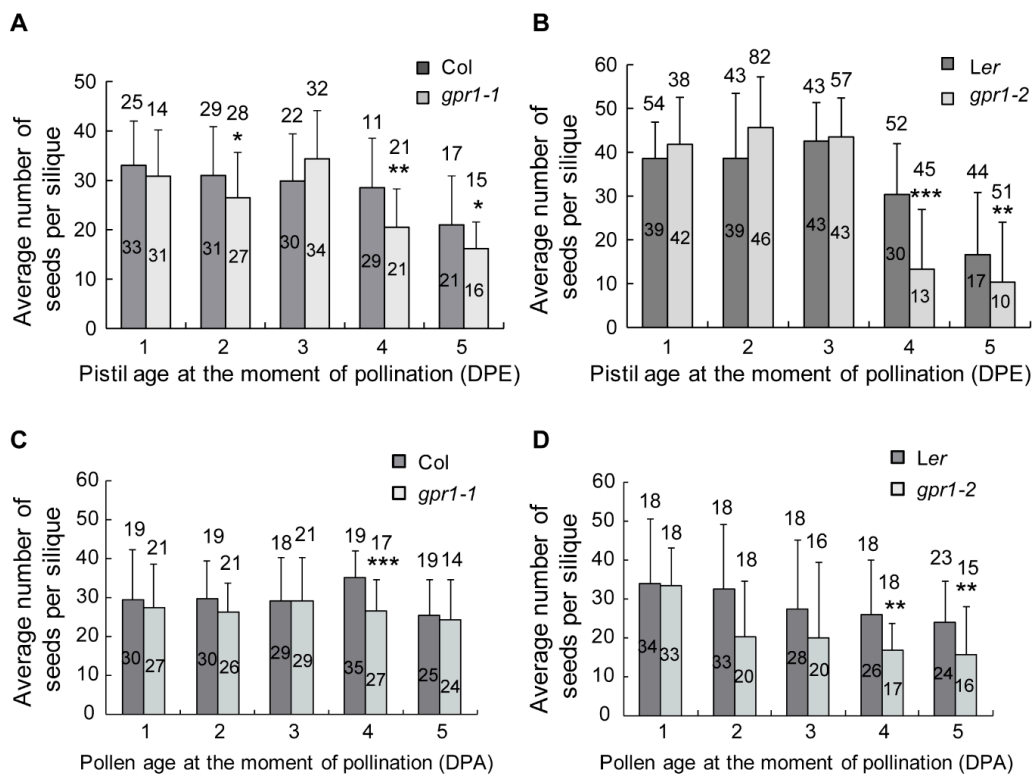 A
Average number of
seeds per silique
50
40
30
20
10
0
Col
gpr1-1
25 14 29 28 22 32 11 21 17 15
* ** *
33 31 31 27 30 34 29 21 21 16
1 2 3 4 5
Pistil age at the moment of pollination (DPE)
B
Average number of
seeds per silique
60
50
40
30
20
10
0
Ler
gpr1-2
54 38 43 82 43 57 52 45 44 51
*** **
39 42 39 46 43 43 30 13 17 10
1 2 3 4 5
Pistil age at the moment of pollination (DPE)
C
Average number of
seeds per silique
60
50
40
30
20
10
0
Col
gpr1-1
19 21 19 21 18 21 19 17 19 14
***
30 27 30 26 29 29 35 27 25 24
1 2 3 4 5
Pollen age at the moment of pollination (DPA)
D
Average number of
seeds per silique
60
50
40
30
20
10
0
Ler
gpr1-2
18 18 18 18 18 16 18 18 23 15
** **
34 33 33 20 28 20 26 17 24 16
1 2 3 4 5
Pollen age at the moment of pollination (DPA)